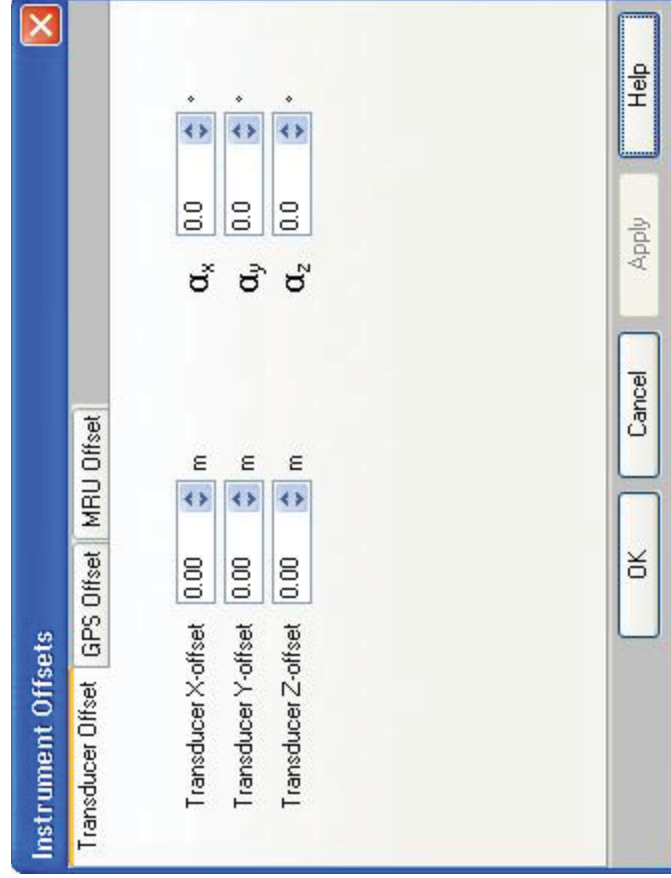 Instrument Offsets
Transducer Offset GPS Offset MRU Offset
Transducer X-offset 0.00 m αx 0.0 °
Transducer Y-offset 0.00 m αy 0.0 °
Transducer Z-offset 0.00 m αz 0.0 °
OK Cancel Apply Help